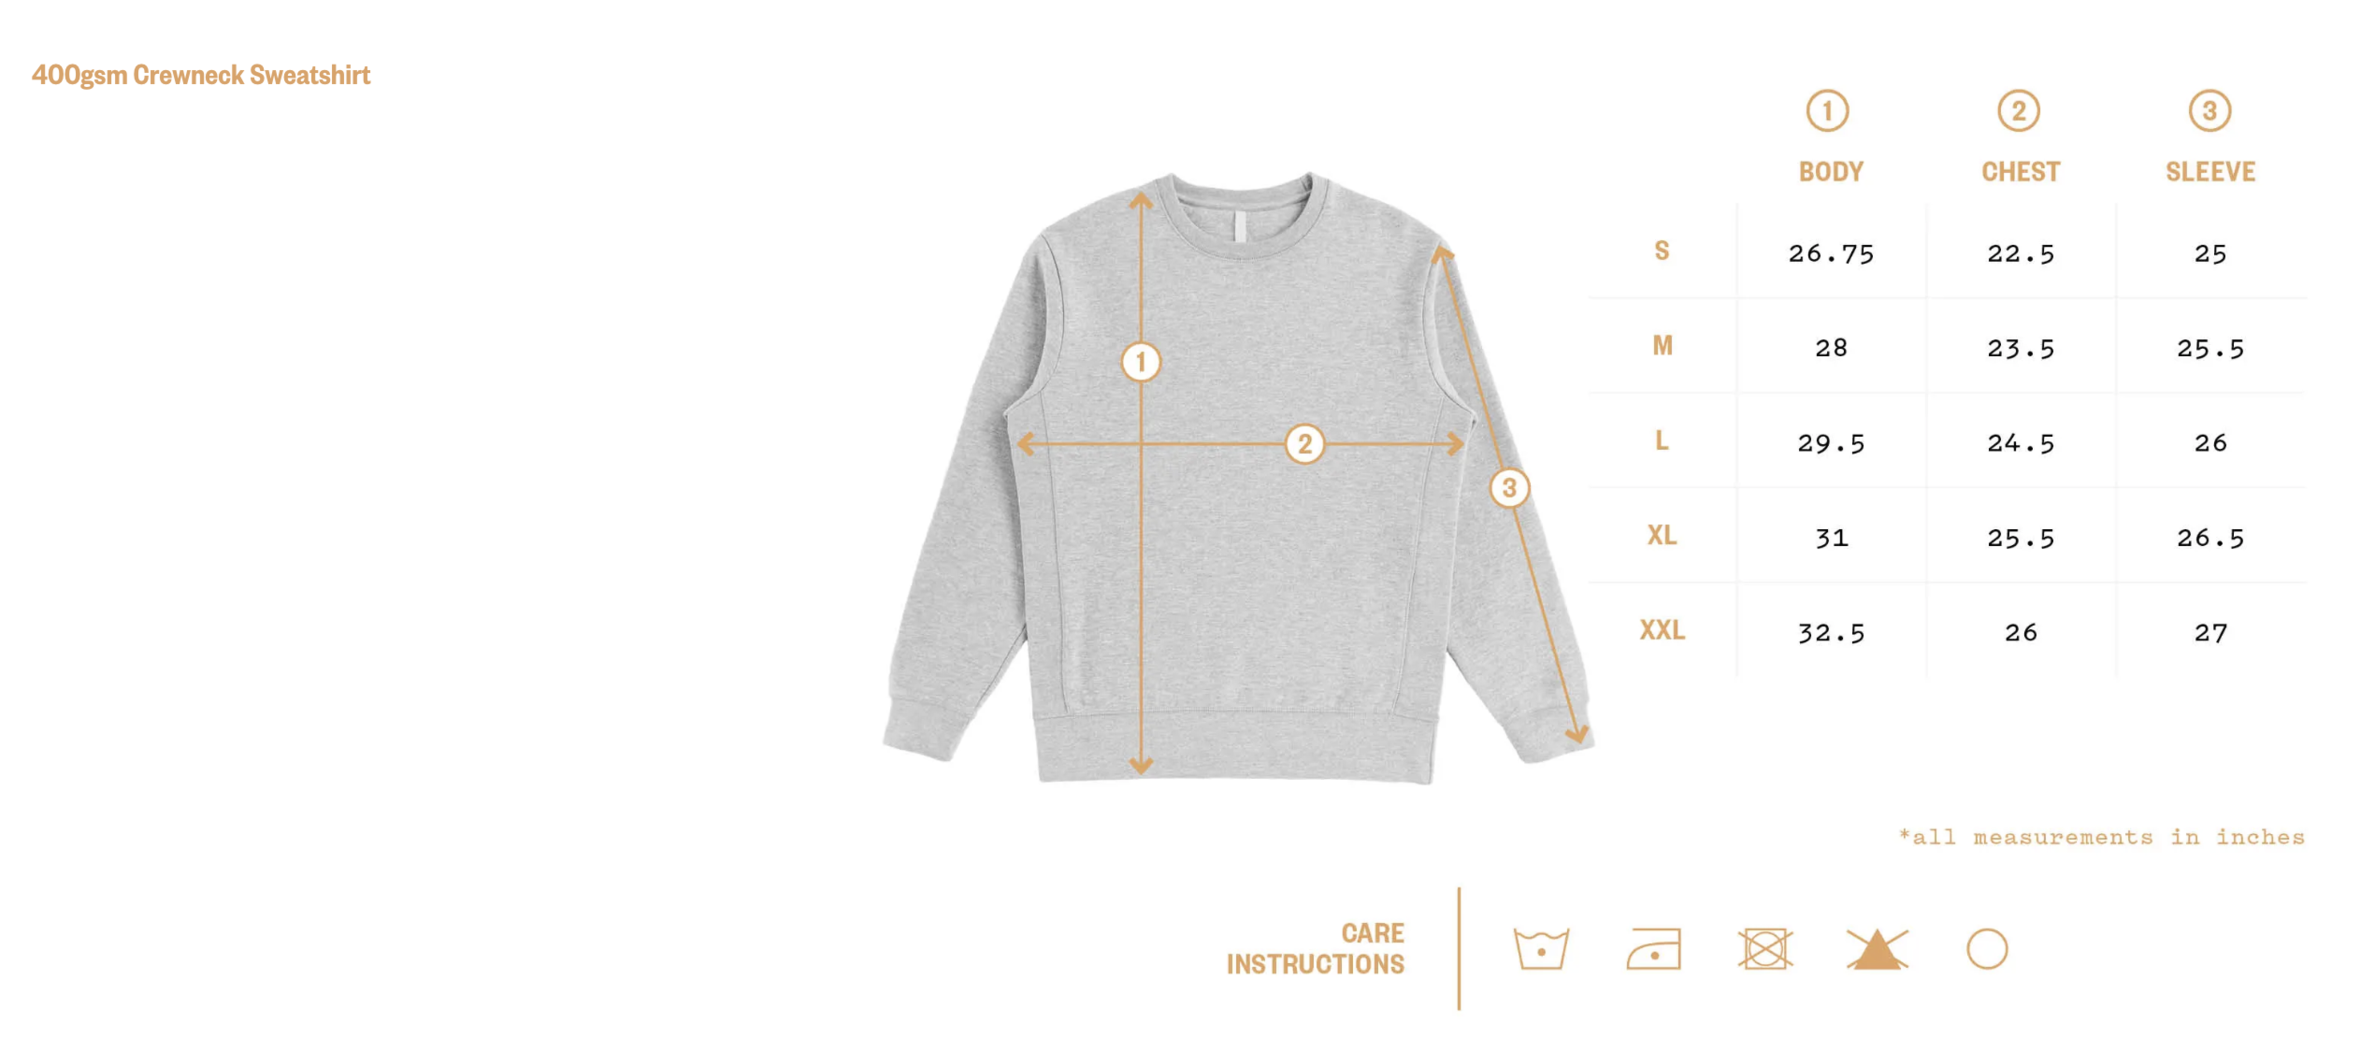 400gsm Crewneck Sweatshirt
1 2 3
BODY CHEST SLEEVE
S 26.75 22.5 25
M 28 23.5 25.5
L 29.5 24.5 26
XL 31 25.5 26.5
XXL 32.5 26 27
1
2
3
*all measurements in inches
CARE
INSTRUCTIONS